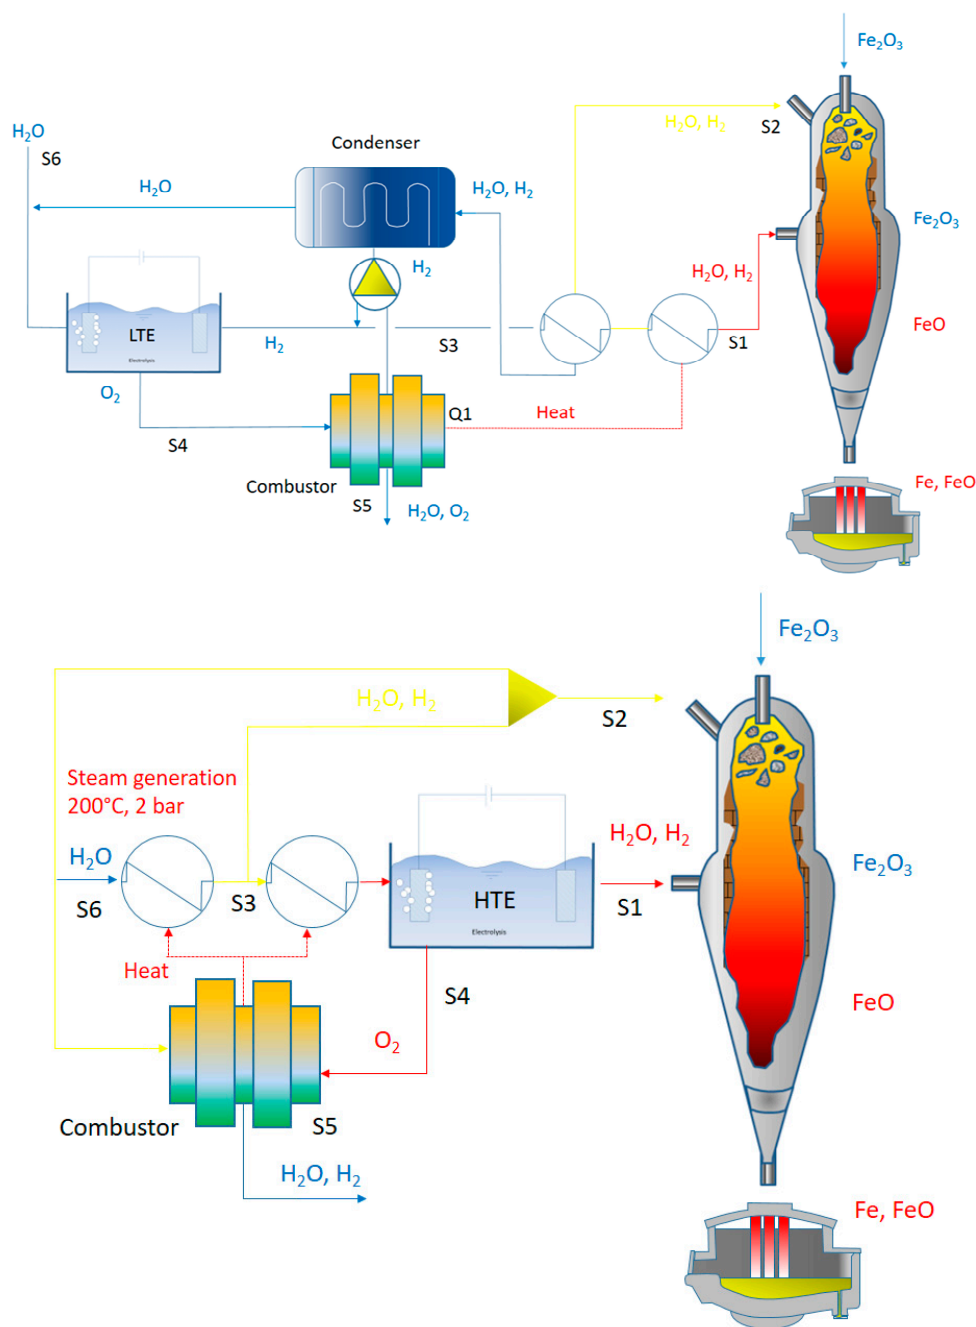 Fe₂O₃
H₂O
S6
Condenser
H₂O, H₂
S2
H₂O
H₂O, H₂
Fe₂O₃
H₂
H₂O, H₂
LTE
Electrolysis
H₂
S3
S1
FeO
O₂
S4
Q1
Heat
Combustor
S5
H₂O, O₂
Fe, FeO
Fe₂O₃
H₂O, H₂
S2
Steam generation
200°C, 2 bar
H₂O
S6
S3
HTE
Electrolysis
H₂O, H₂
S1
Fe₂O₃
Heat
S4
O₂
FeO
Combustor
S5
H₂O, H₂
Fe, FeO